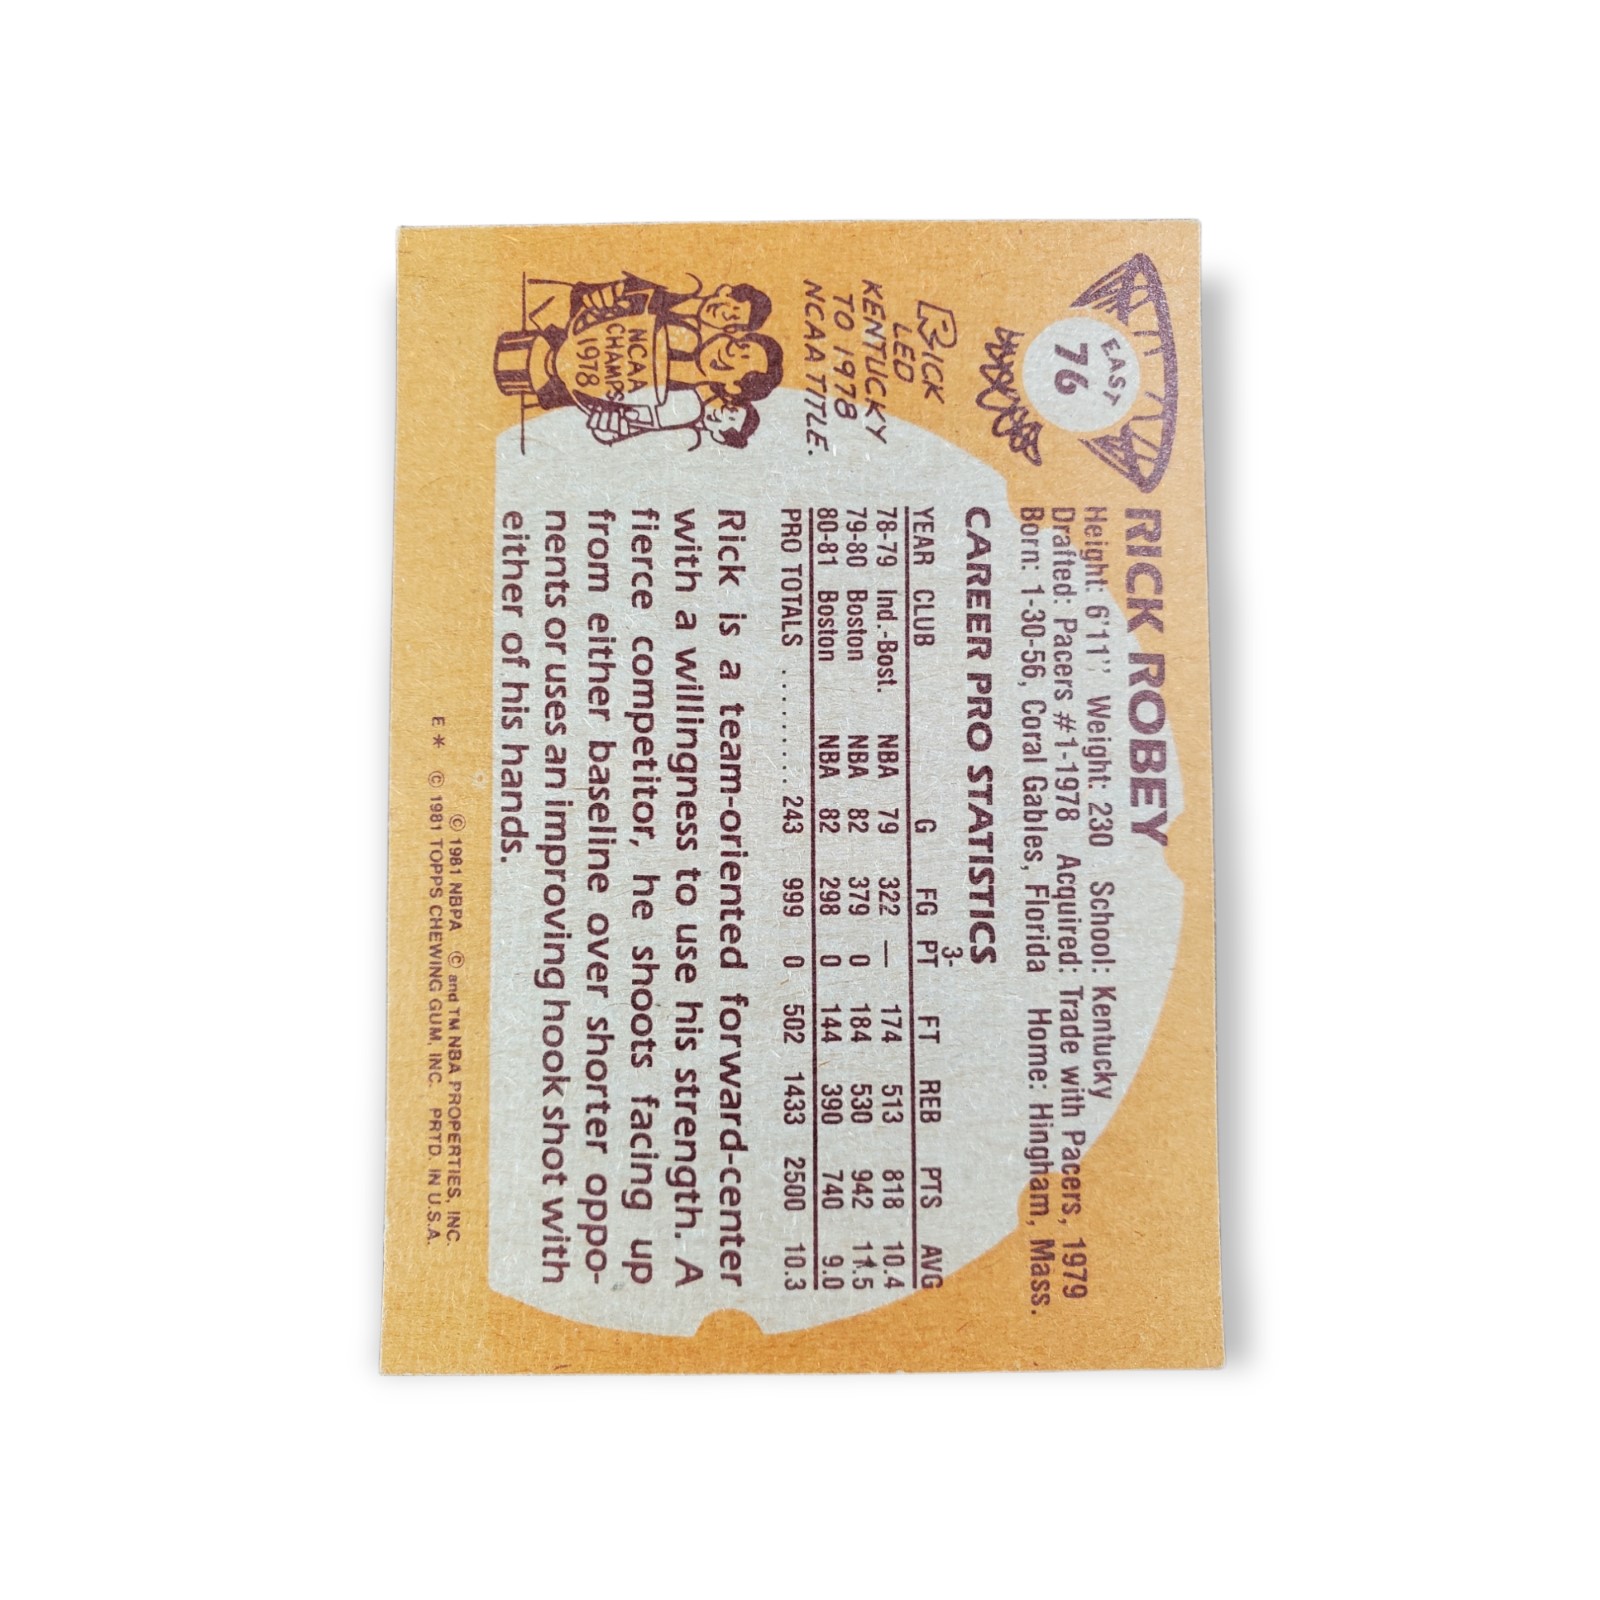 EAST
76
RICK ROBEY
Height: 6'11" Weight: 230 School: Kentucky
Drafted: Pacers #1-1978 Acquired: Trade with Pacers, 1979
Born: 1-30-56, Coral Gables, Florida Home: Hingham, Mass.
RICK
LED
KENTUCKY
TO 1978
NCAA TITLE.
NCAA
CHAMPS
1978
CAREER PRO STATISTICS
YEAR CLUB G FG 3-PT FT REB PTS AVG
78-79 Ind.-Bost. NBA 79 322 — 174 513 818 10.4
79-80 Boston NBA 82 379 0 184 530 942 11.5
80-81 Boston NBA 82 298 0 144 390 740 9.0
PRO TOTALS .......... 243 999 0 502 1433 2500 10.3
Rick is a team-oriented forward-center
with a willingness to use his strength. A
fierce competitor, he shoots facing up
from either baseline over shorter oppo-
nents or uses an improving hook shot with
either of his hands.
© 1981 NBPA © and TM NBA PROPERTIES, INC.
E* © 1981 TOPPS CHEWING GUM, INC. PRTD. IN U.S.A.